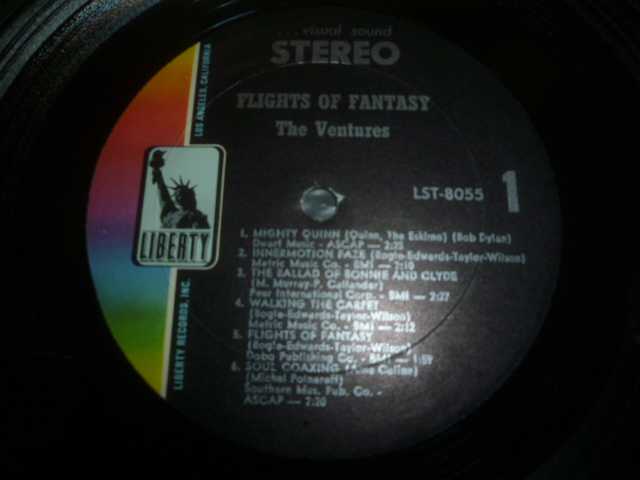 ...visual sound
STEREO
FLIGHTS OF FANTASY
The Ventures
LOS ANGELES, CALIFORNIA
LIBERTY
LIBERTY RECORDS, INC.
LST-8055
1
1. MIGHTY QUINN (Quinn, The Eskimo) (Bob Dylan)
Dwarf Music - ASCAP — 2:25
2. INNERMOTION FAZE (Bogle-Edwards-Taylor-Wilson)
Metric Music Co. - BMI — 2:10
3. THE BALLAD OF BONNIE AND CLYDE
(M. Murray-P. Callander)
Peer International Corp. - BMI — 2:27
4. WALKING THE CARPET
(Bogle-Edwards-Taylor-Wilson)
Metric Music Co. - BMI — 2:12
5. FLIGHTS OF FANTASY
(Bogle-Edwards-Taylor-Wilson)
Publishing Co. - BMI — 1:59
6. SOUL COAXING
(Michel Polnareff)
Southern Mus. Pub. Co. -
ASCAP — 2:20